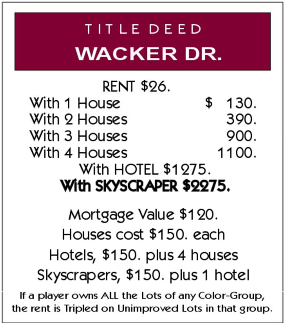 TITLE DEED
WACKER DR.
RENT $26.
With 1 House $ 130.
With 2 Houses 390.
With 3 Houses 900.
With 4 Houses 1100.
With HOTEL $1275.
With SKYSCRAPER $2275.
Mortgage Value $120.
Houses cost $150. each
Hotels, $150. plus 4 houses
Skyscrapers, $150. plus 1 hotel
If a player owns ALL the Lots of any Color-Group,
the rent is Tripled on Unimproved Lots in that group.